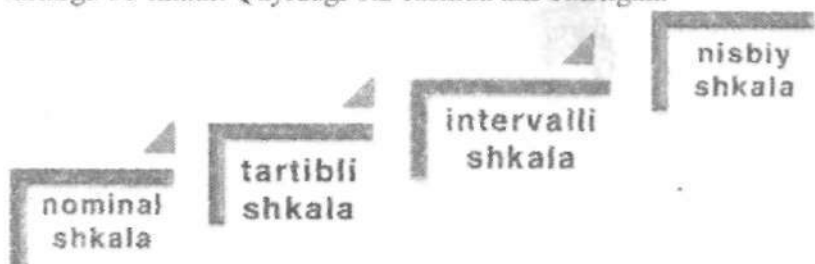 nominal
shkala
tartibli
shkala
intervalli
shkala
nisbiy
shkala